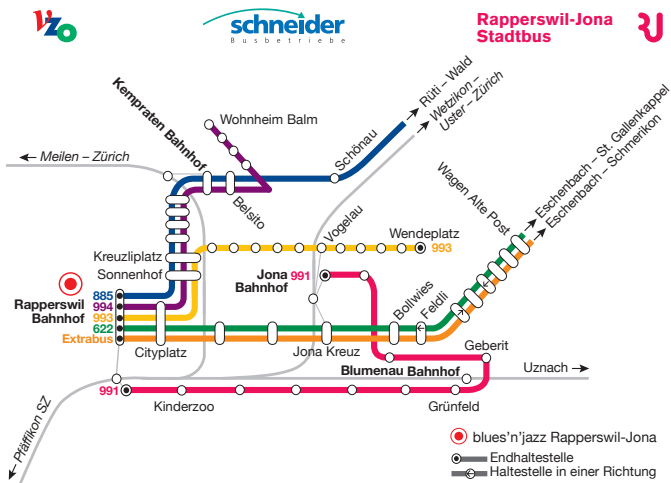 vzo
schneider
Busbetriebe
Rapperswil-Jona
Stadtbus
RJ
Kempraten Bahnhof
Wohnheim Balm
Rüti – Wald
Wetzikon –
Uster – Zürich
Meilen – Zürich
Schönau
Belsito
Wagen Alte Post
Eschenbach – St. Gallenkappel
Eschenbach – Schmerikon
Vogelau
Wendeplatz
993
Kreuzliplatz
Sonnenhof
Jona 991
Bahnhof
Rapperswil
Bahnhof
885
994
993
622
Extrabus
Cityplatz
Jona Kreuz
Bollwies
Feldli
Geberit
Blumenau Bahnhof
Uznach
991
Kinderzoo
Grünfeld
Pfäffikon SZ
blues'n'jazz Rapperswil-Jona
Endhaltestelle
Haltestelle in einer Richtung